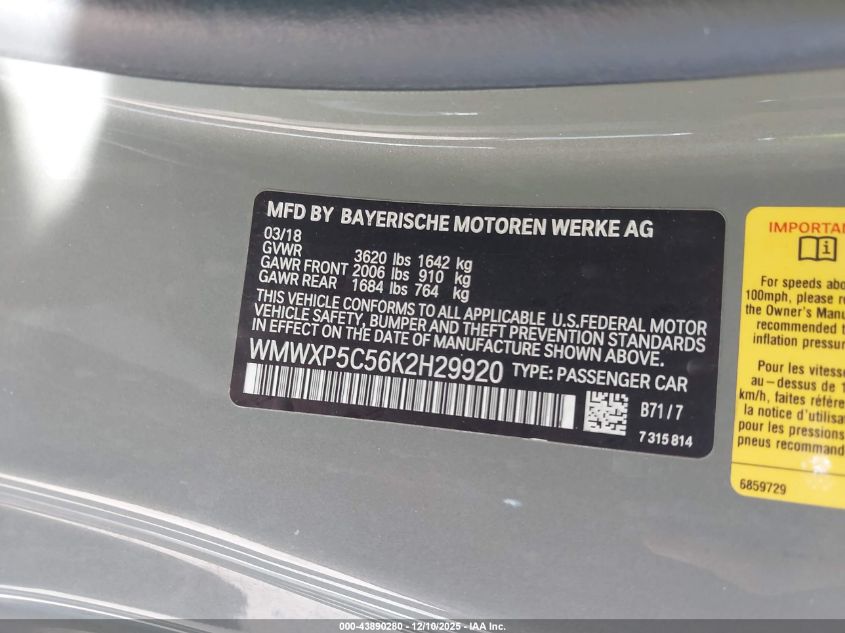 MFD BY BAYERISCHE MOTOREN WERKE AG
03/18
GVWR 3620 lbs 1642 kg
GAWR FRONT 2006 lbs 910 kg
GAWR REAR 1684 lbs 764 kg
THIS VEHICLE CONFORMS TO ALL APPLICABLE U.S.FEDERAL MOTOR
VEHICLE SAFETY, BUMPER AND THEFT PREVENTION STANDARDS
IN EFFECT ON THE DATE OF MANUFACTURE SHOWN ABOVE.
WMWXP5C56K2H29920 TYPE: PASSENGER CAR
B71/7
7 315 814
IMPORTA
For speeds abo
100mph, please re
the Owner's Manu
recommended t
inflation pressur
Pour les vitesse
au-dessus de 1
km/h, faites référe
la notice d'utilisat
pour les pressions
pneus recommand
6859729
000-43890280 - 12/10/2025 - IAA Inc.